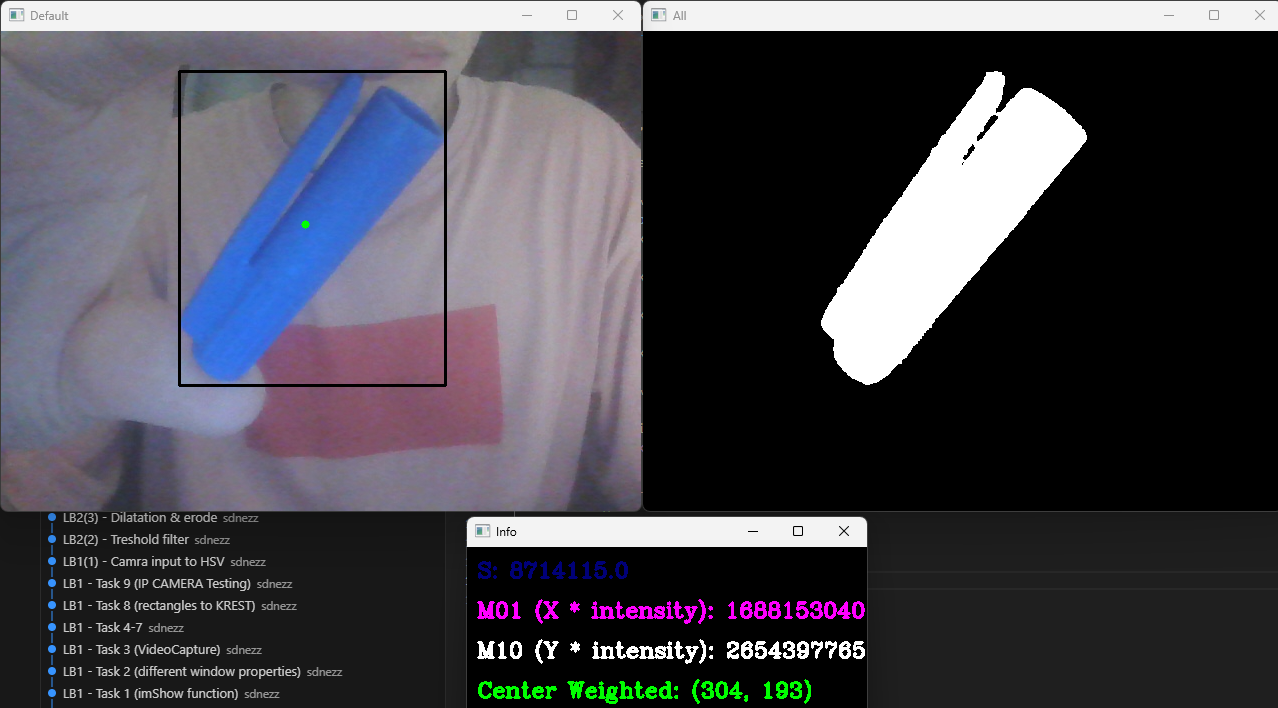 Default
All
LB2(3) - Dilatation & erode sdnezz
LB2(2) - Treshold filter sdnezz
LB1(1) - Camra input to HSV sdnezz
LB1 - Task 9 (IP CAMERA Testing) sdnezz
LB1 - Task 8 (rectangles to KREST) sdnezz
LB1 - Task 4-7 sdnezz
LB1 - Task 3 (VideoCapture) sdnezz
LB1 - Task 2 (different window properties) sdnezz
LB1 - Task 1 (imShow function) sdnezz
Info
S: 8714115.0
M01 (X * intensity): 1688153040
M10 (Y * intensity): 2654397765
Center Weighted: (304, 193)